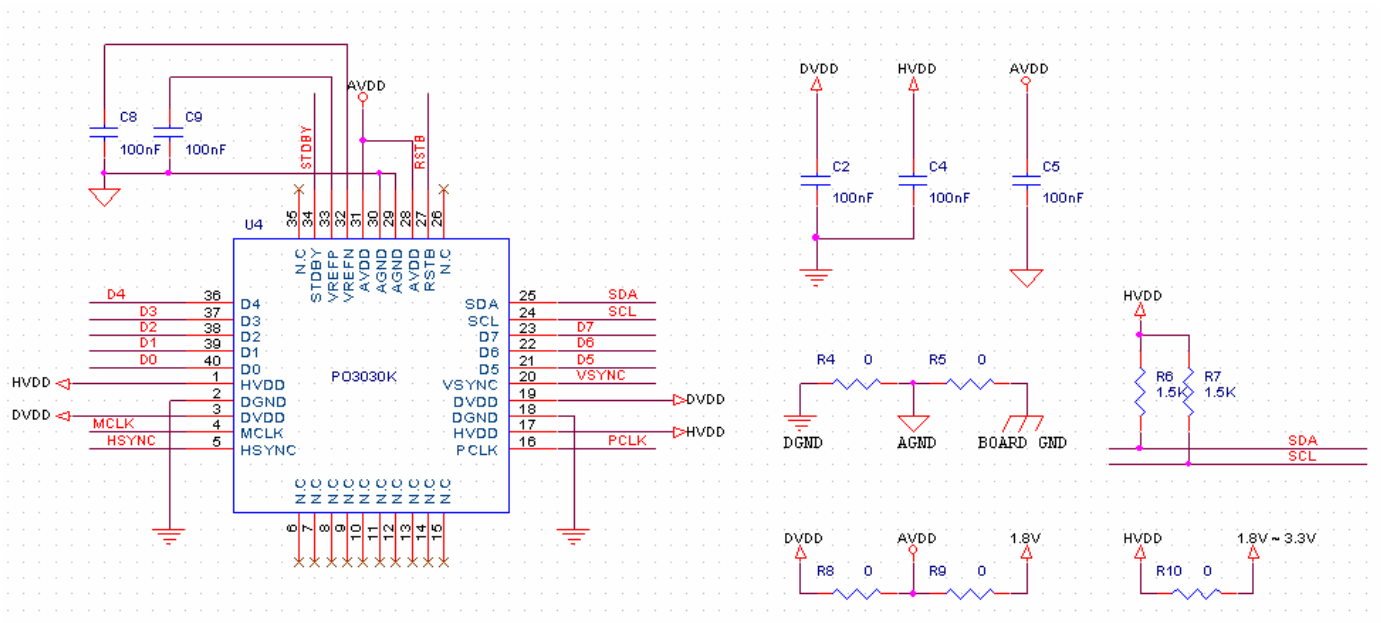 AVDD
C8
C9
100nF
100nF
STDBY
RSTB
35
34
33
32
31
30
29
28
27
26
U4
N.C
STDBY
VREFP
VREFN
AVDD
AGND
AGND
AVDD
RSTB
N.C
D4 36 D4
D3 37 D3
D2 38 D2
D1 39 D1
D0 40 D0
HVDD 1 HVDD
2 DGND
DVDD 3 DVDD
MCLK 4 MCLK
HSYNC 5 HSYNC
PO3030K
SDA 25 SDA
SCL 24 SCL
D7 23 D7
D6 22 D6
D5 21 D5
VSYNC 20 VSYNC
DVDD 19 DVDD
DGND 18
HVDD 17 HVDD
PCLK 16 PCLK
N.C
N.C
N.C
N.C
N.C
N.C
N.C
N.C
N.C
N.C
6
7
8
9
10
11
12
13
14
15
DVDD HVDD AVDD
C2 C4 C5
100nF 100nF 100nF
R4 0 R5 0
DGND AGND BOARD GND
HVDD
R6 R7
1.5K 1.5K
SDA
SCL
DVDD AVDD 1.8V
R8 0 R9 0
HVDD 1.8V ~ 3.3V
R10 0